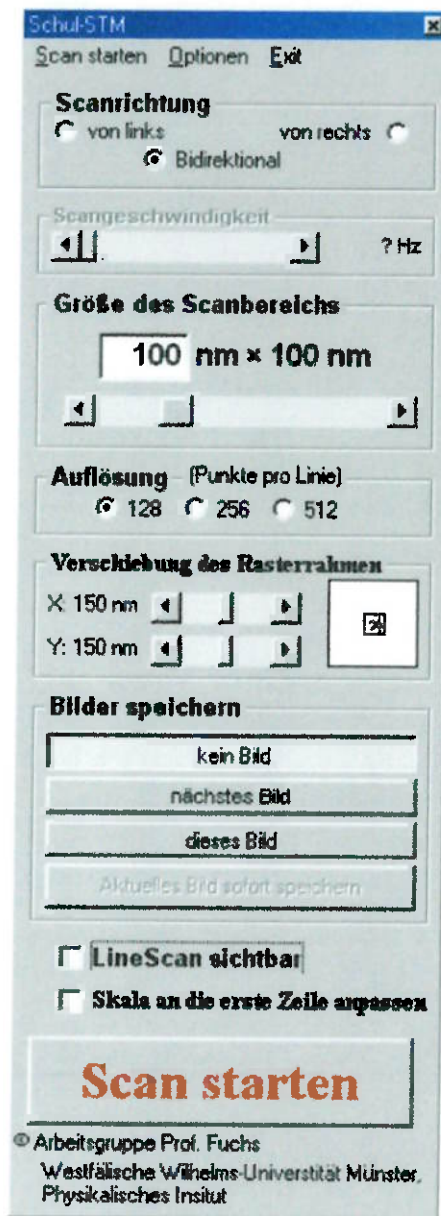 Schul-STM
Scan starten Optionen Exit
Scanrichtung
von links von rechts
Bidirektional
Scangeschwindigkeit
? Hz
Größe des Scanbereichs
100 nm × 100 nm
Auflösung (Punkte pro Linie)
128 256 512
Verschiebung des Rasterrahmen
X: 150 nm
Y: 150 nm
Bilder speichern
kein Bild
nächstes Bild
dieses Bild
Aktuelles Bild sofort speichern
LineScan sichtbar
Skala an die erste Zeile anpassen
Scan starten
© Arbeitsgruppe Prof. Fuchs
Westfälische Wilhelms-Universtität Münster,
Physikalisches Insitut